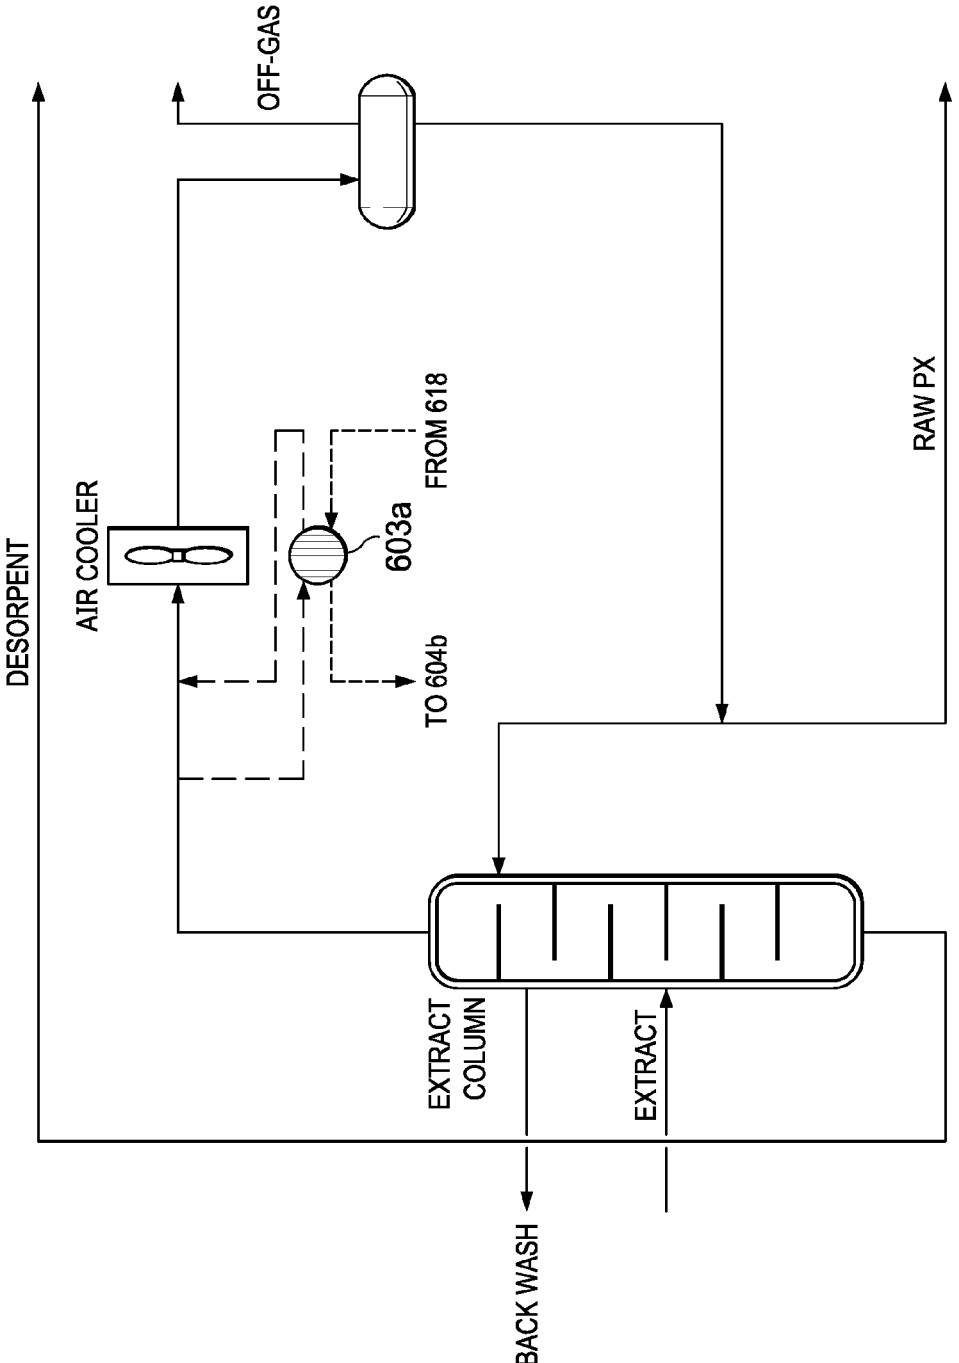 DESORPENT
AIR COOLER
OFF-GAS
603a
FROM 618
TO 604b
EXTRACT
COLUMN
BACK WASH
EXTRACT
RAW PX